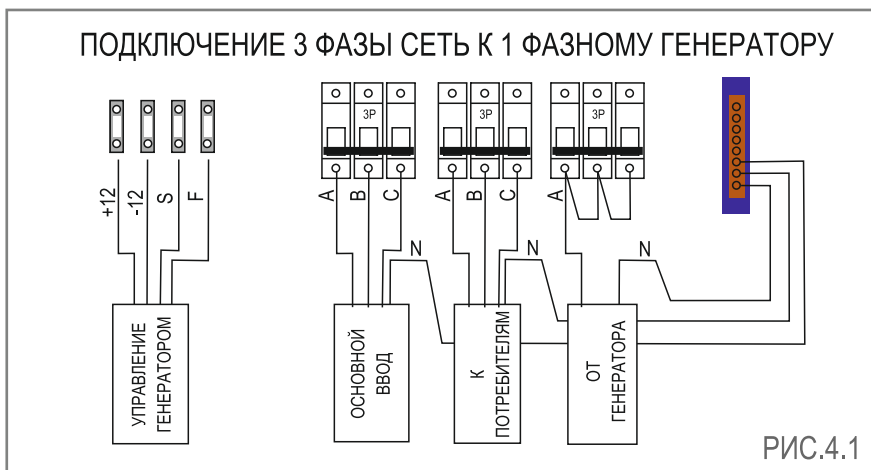 ПОДКЛЮЧЕНИЕ 3 ФАЗЫ СЕТЬ К 1 ФАЗНОМУ ГЕНЕРАТОРУ
3P
3P
3P
+12
-12
S
F
A
B
C
A
B
C
A
N
N
N
УПРАВЛЕНИЕ
ГЕНЕРАТОРОМ
ОСНОВНОЙ
ВВОД
К
ПОТРЕБИТЕЛЯМ
ОТ
ГЕНЕРАТОРА
РИС.4.1